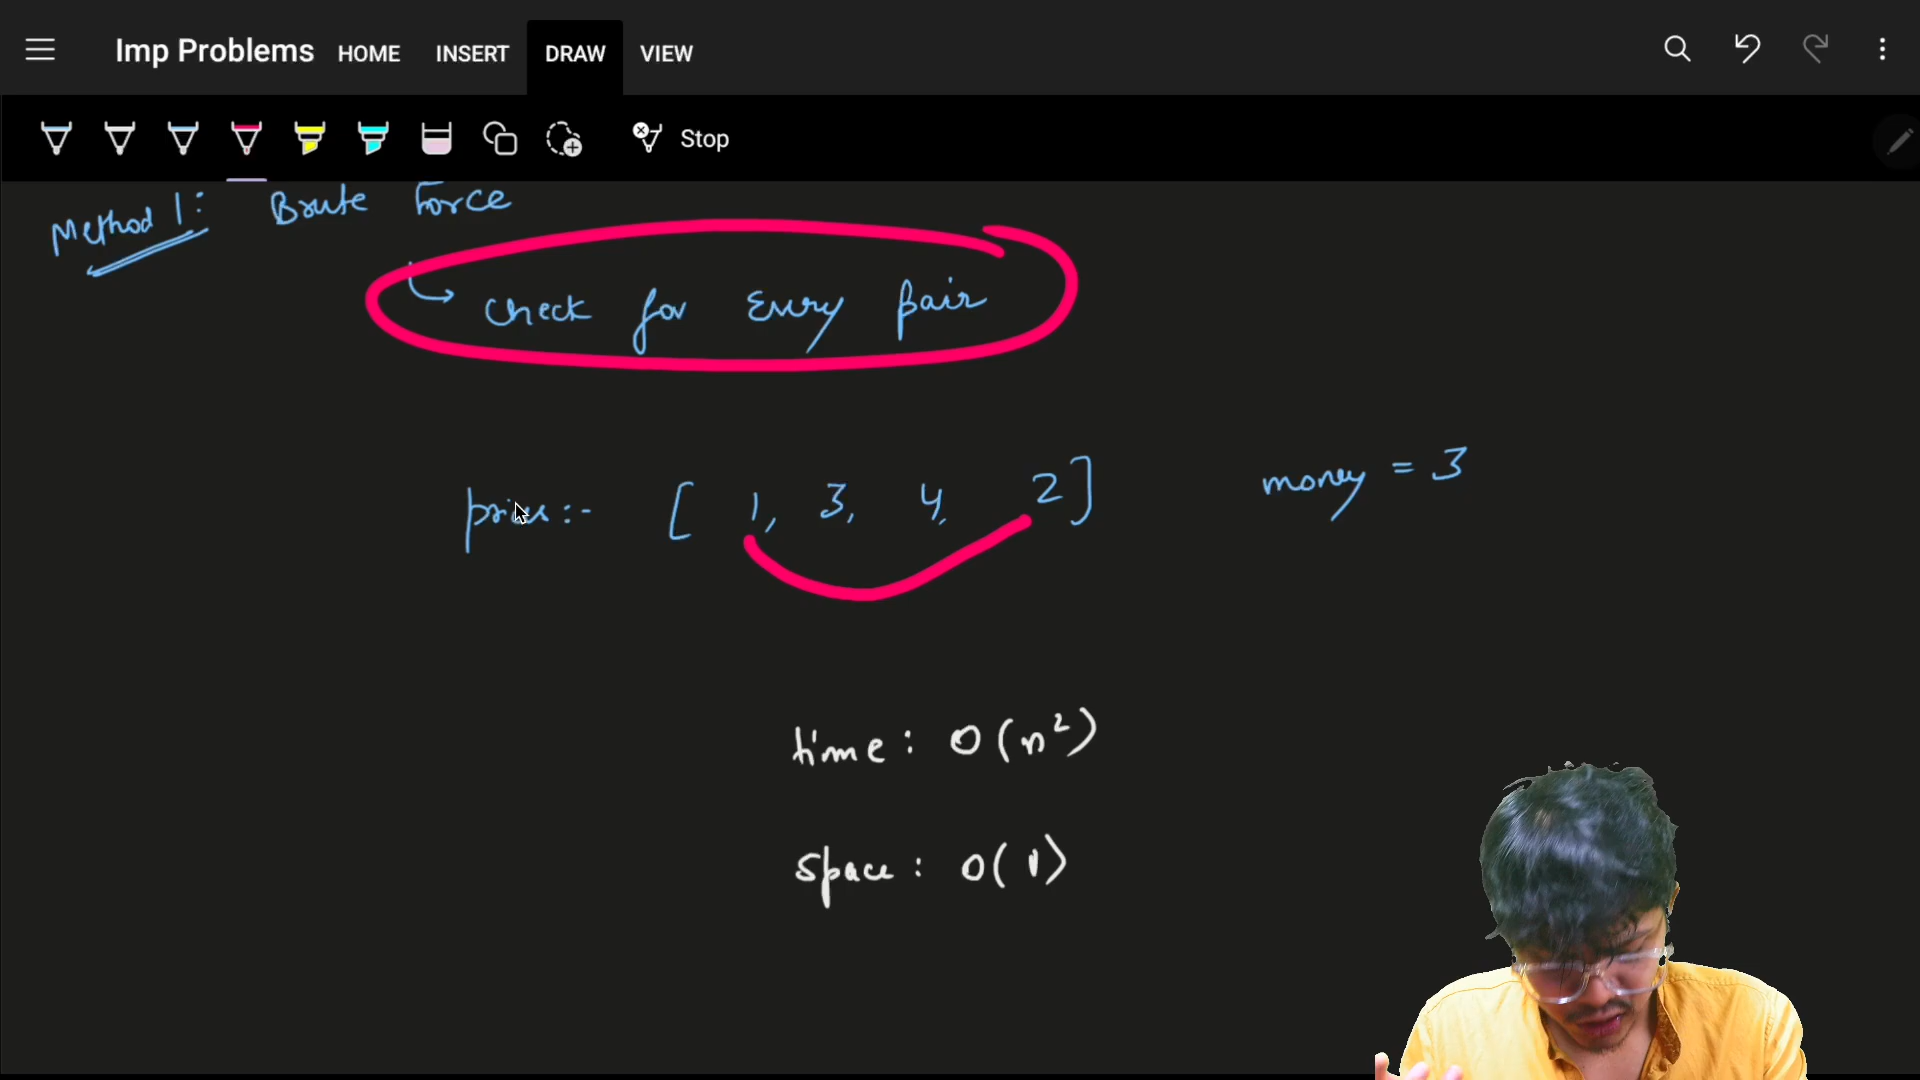 Imp Problems HOME INSERT DRAW VIEW
Stop
Method 1: Brute Force
↳ Check for Every pair
prices:- [ 1, 3, 4, 2] money = 3
time: O(n²)
space: O(1)